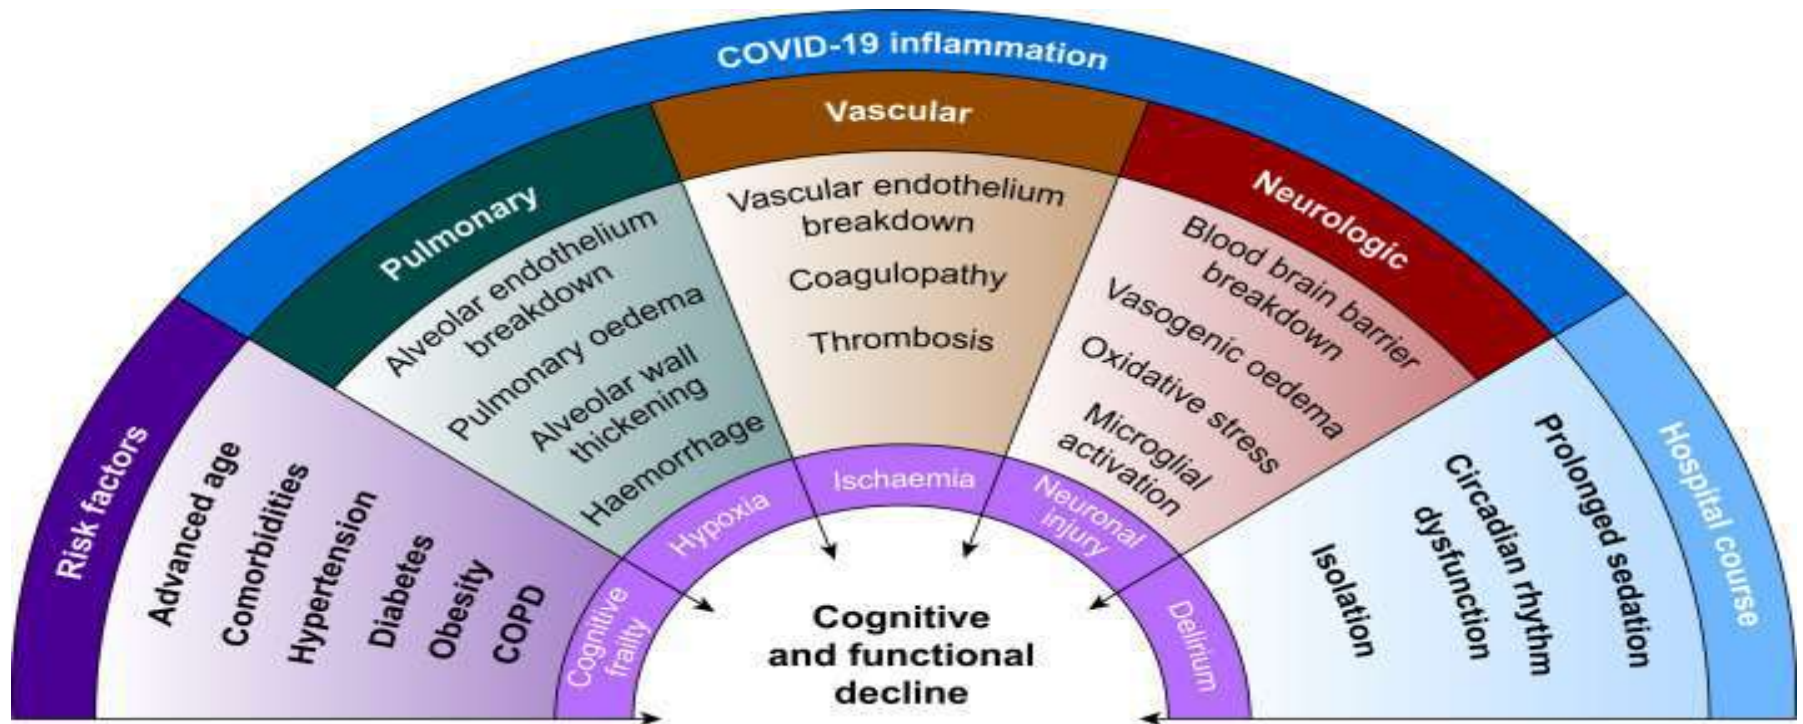 COVID-19 inflammation
Risk factors
Advanced age
Comorbidities
Hypertension
Diabetes
Obesity
COPD
Cognitive
frailty
Pulmonary
Alveolar endothelium
breakdown
Pulmonary oedema
Alveolar wall
thickening
Haemorrhage
Hypoxia
Vascular
Vascular endothelium
breakdown
Coagulopathy
Thrombosis
Ischaemia
Neurologic
Blood brain barrier
breakdown
Vasogenic oedema
Oxidative stress
Microglial
activation
Neuronal
injury
Hospital course
Prolonged sedation
Circadian rhythm
dysfunction
Isolation
Delirium
Cognitive
and functional
decline